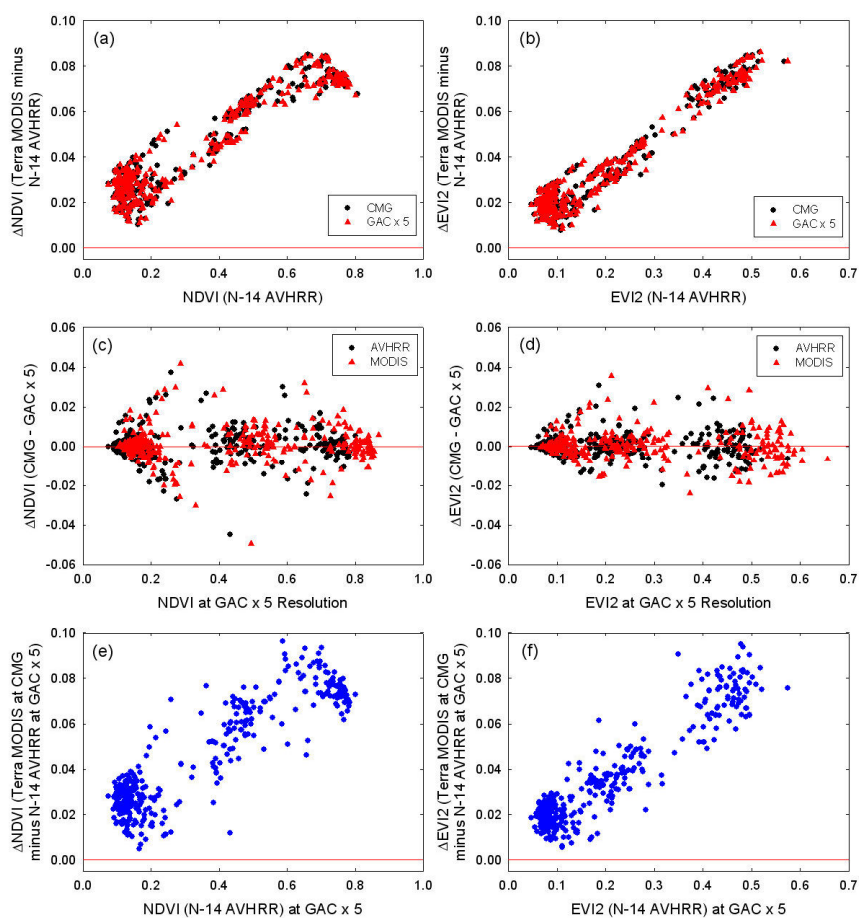 (a)
ΔNDVI (Terra MODIS minus
N-14 AVHRR)
0.10
0.08
0.06
0.04
0.02
0.00
CMG
GAC x 5
0.0 0.2 0.4 0.6 0.8 1.0
NDVI (N-14 AVHRR)
(b)
ΔEVI2 (Terra MODIS minus
N-14 AVHRR)
0.10
0.08
0.06
0.04
0.02
0.00
CMG
GAC x 5
0.0 0.1 0.2 0.3 0.4 0.5 0.6 0.7
EVI2 (N-14 AVHRR)
(c)
ΔNDVI (CMG - GAC x 5)
0.06
0.04
0.02
0.00
-0.02
-0.04
-0.06
AVHRR
MODIS
0.0 0.2 0.4 0.6 0.8 1.0
NDVI at GAC x 5 Resolution
(d)
ΔEVI2 (CMG - GAC x 5)
0.06
0.04
0.02
0.00
-0.02
-0.04
-0.06
AVHRR
MODIS
0.0 0.1 0.2 0.3 0.4 0.5 0.6 0.7
EVI2 at GAC x 5 Resolution
(e)
ΔNDVI (Terra MODIS at CMG
minus N-14 AVHRR at GAC x 5)
0.10
0.08
0.06
0.04
0.02
0.00
0.0 0.2 0.4 0.6 0.8 1.0
NDVI (N-14 AVHRR) at GAC x 5
(f)
ΔEVI2 (Terra MODIS at CMG
minus N-14 AVHRR at GAC x 5)
0.10
0.08
0.06
0.04
0.02
0.00
0.0 0.1 0.2 0.3 0.4 0.5 0.6 0.7
EVI2 (N-14 AVHRR) at GAC x 5